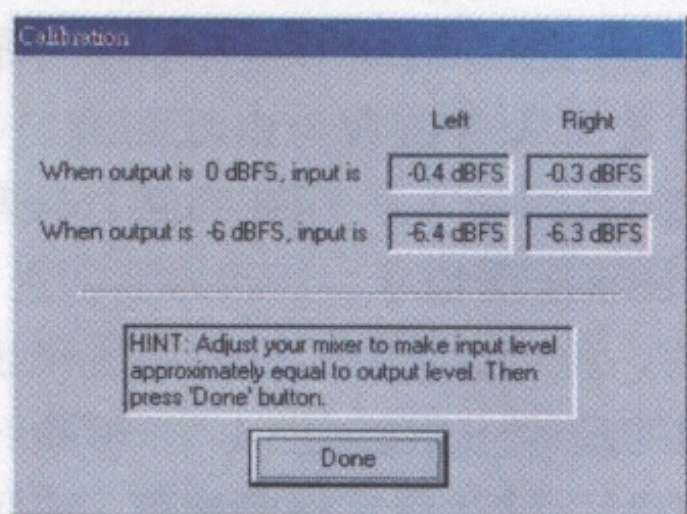 Calibration
Left Right
When output is 0 dBFS, input is -0.4 dBFS -0.3 dBFS
When output is -6 dBFS, input is -6.4 dBFS -6.3 dBFS
HINT: Adjust your mixer to make input level
approximately equal to output level. Then
press 'Done' button.
Done